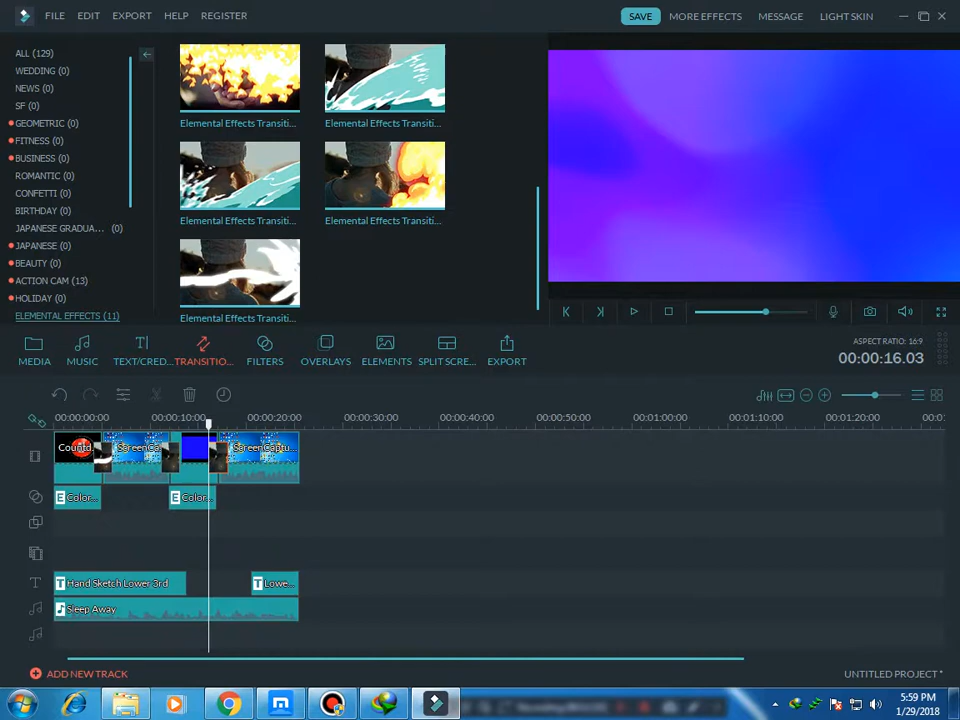 FILE EDIT EXPORT HELP REGISTER SAVE MORE EFFECTS MESSAGE LIGHT SKIN
ALL (129)
WEDDING (0)
NEWS (0)
SF (0)
GEOMETRIC (0)
FITNESS (0)
BUSINESS (0)
ROMANTIC (0)
CONFETTI (0)
BIRTHDAY (0)
JAPANESE GRADUA... (0)
JAPANESE (0)
BEAUTY (0)
ACTION CAM (13)
HOLIDAY (0)
ELEMENTAL EFFECTS (11)
Elemental Effects Transiti... Elemental Effects Transiti...
Elemental Effects Transiti... Elemental Effects Transiti...
Elemental Effects Transiti...
MEDIA MUSIC TEXT/CRED... TRANSITIO... FILTERS OVERLAYS ELEMENTS SPLIT SCRE... EXPORT
ASPECT RATIO: 16:9
00:00:16.03
00:00:00:00 00:00:10:00 00:00:20:00 00:00:30:00 00:00:40:00 00:00:50:00 00:01:00:00 00:01:10:00 00:01:20:00 00:01:
Countd. ScreenCap ScreenCaptu...
E Color... E Color...
T Hand Sketch Lower 3rd T Lowe...
Sleep Away
ADD NEW TRACK UNTITLED PROJECT *
5:59 PM
1/29/2018